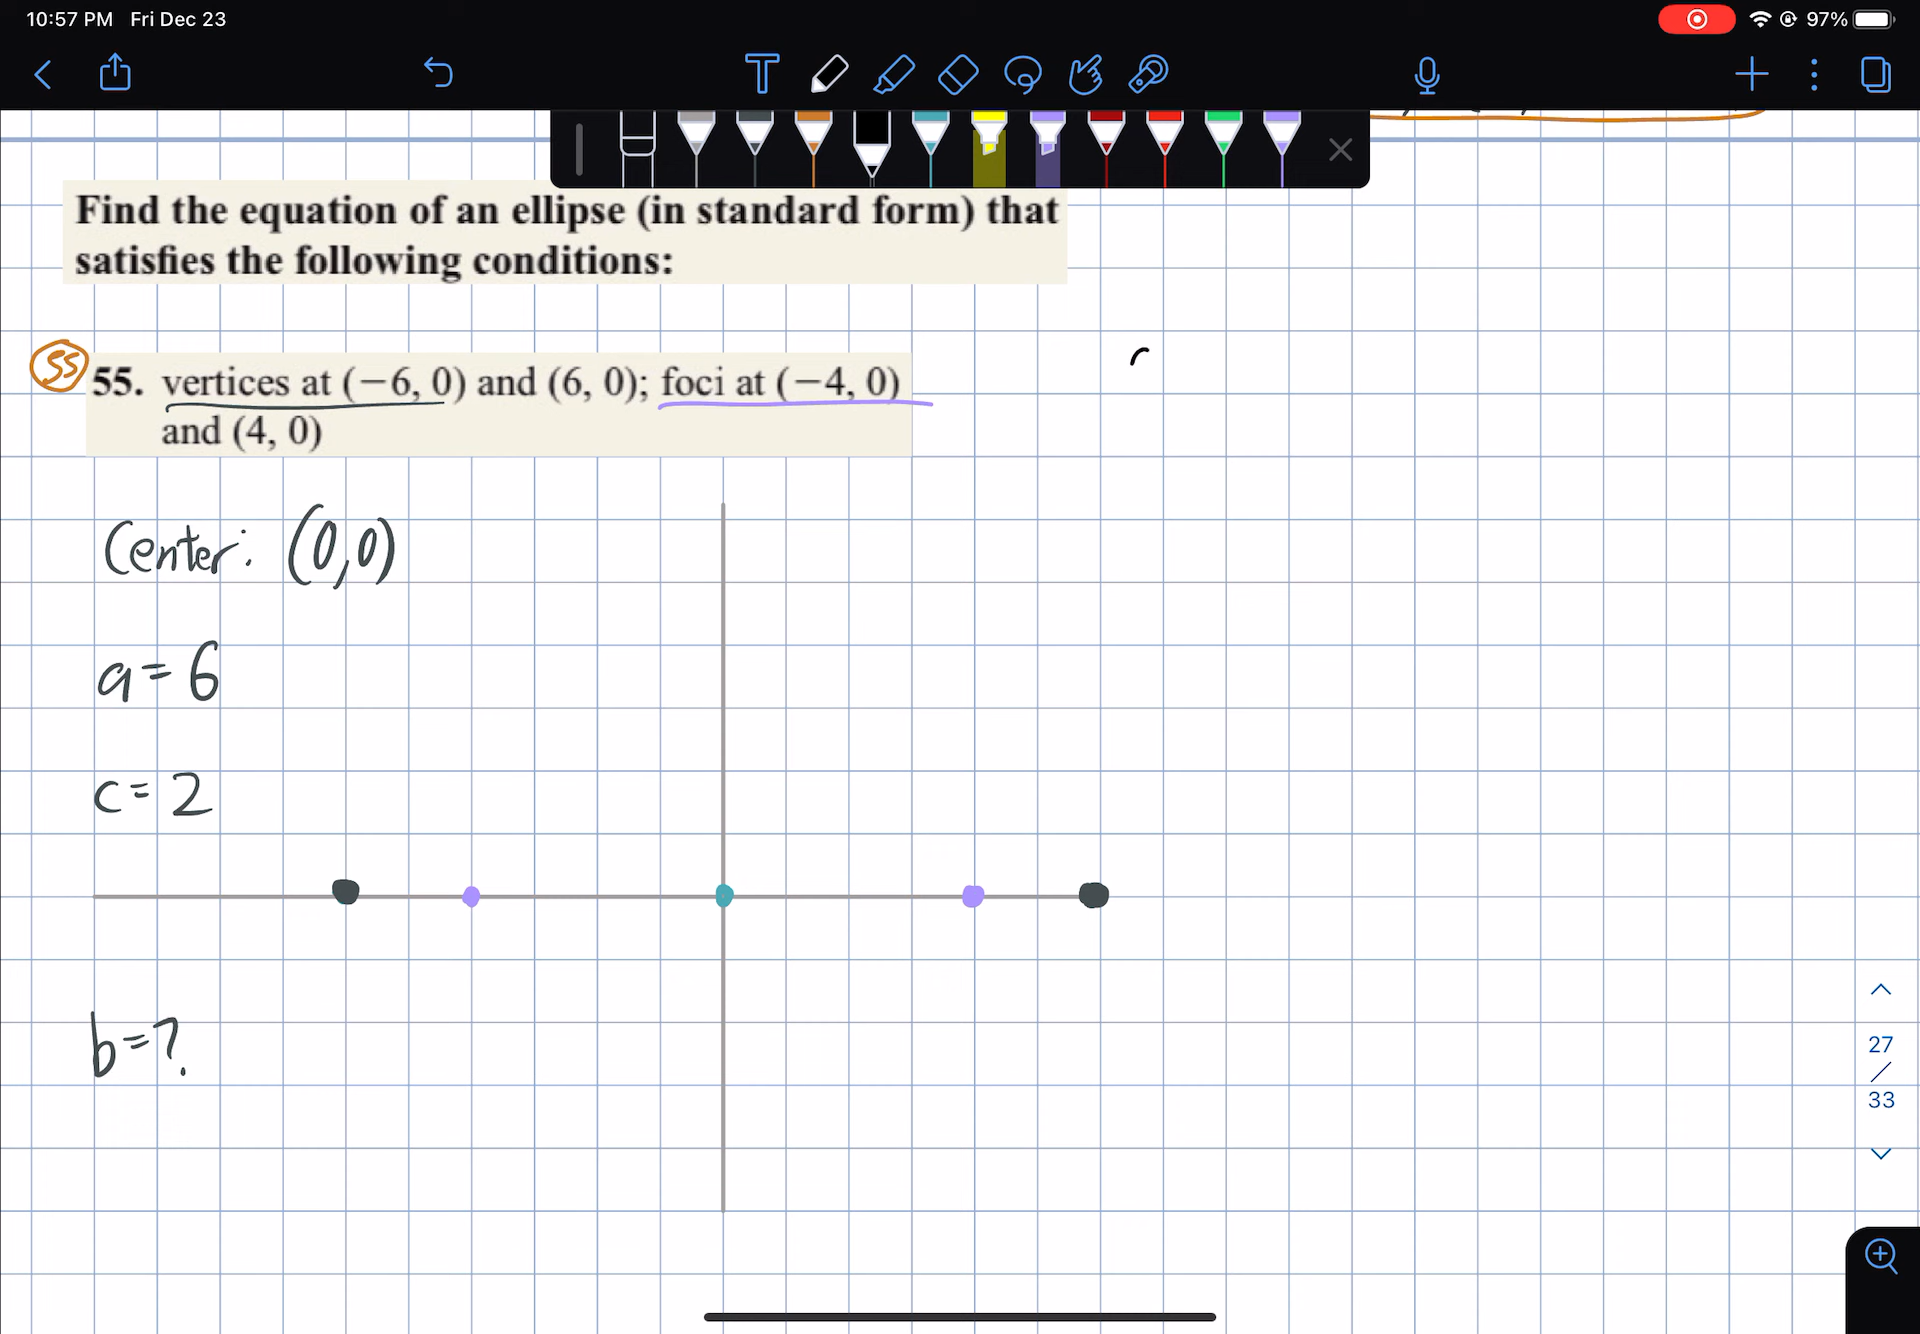 10:57 PM Fri Dec 23
97%
Find the equation of an ellipse (in standard form) that
satisfies the following conditions:
55
55. vertices at (−6, 0) and (6, 0); foci at (−4, 0)
and (4, 0)
Center: (0,0)
a = 6
c = 2
b = ?
27
/
33